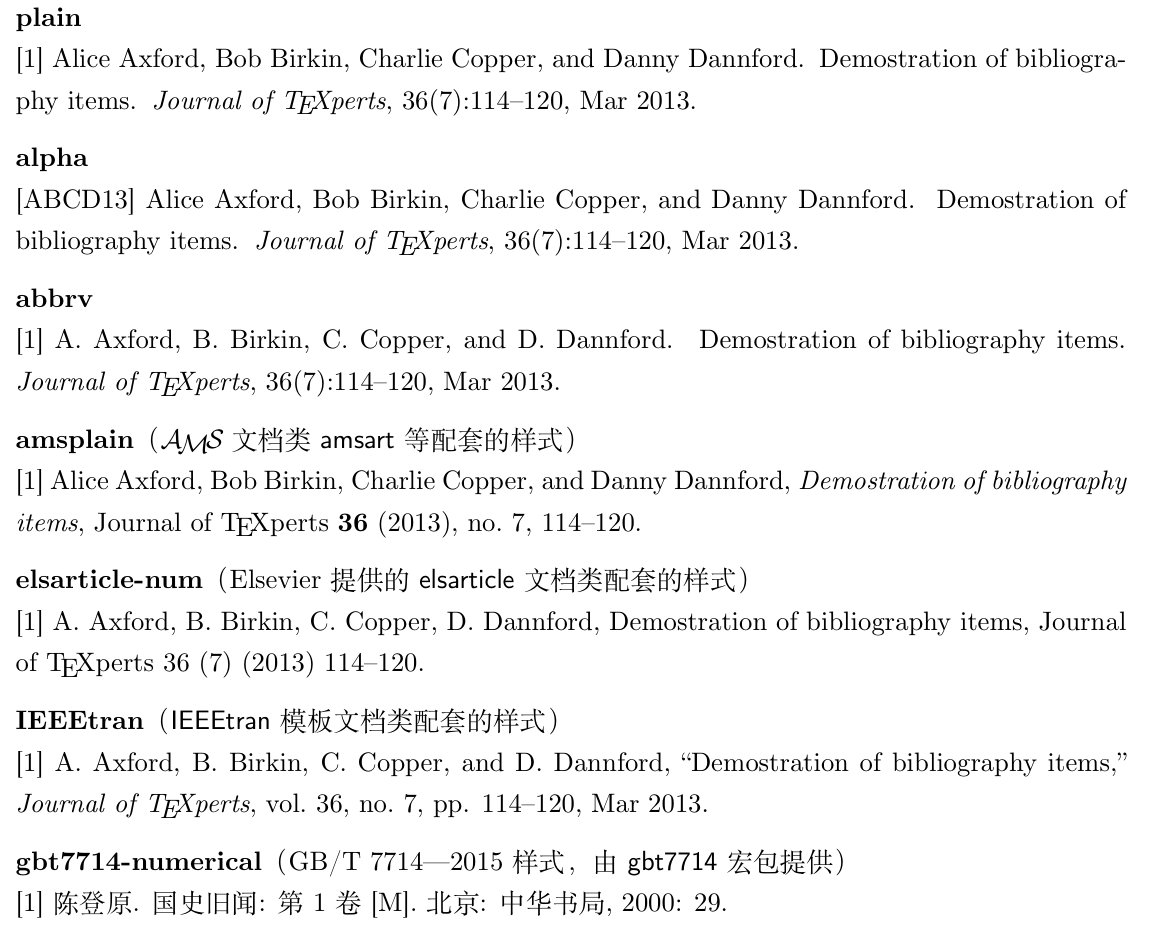 plain
[1] Alice Axford, Bob Birkin, Charlie Copper, and Danny Dannford. Demostration of bibliogra-
phy items. Journal of TEXperts, 36(7):114–120, Mar 2013.
alpha
[ABCD13] Alice Axford, Bob Birkin, Charlie Copper, and Danny Dannford. Demostration of
bibliography items. Journal of TEXperts, 36(7):114–120, Mar 2013.
abbrv
[1] A. Axford, B. Birkin, C. Copper, and D. Dannford. Demostration of bibliography items.
Journal of TEXperts, 36(7):114–120, Mar 2013.
amsplain（AMS 文档类 amsart 等配套的样式）
[1] Alice Axford, Bob Birkin, Charlie Copper, and Danny Dannford, Demostration of bibliography
items, Journal of TEXperts 36 (2013), no. 7, 114–120.
elsarticle-num（Elsevier 提供的 elsarticle 文档类配套的样式）
[1] A. Axford, B. Birkin, C. Copper, D. Dannford, Demostration of bibliography items, Journal
of TEXperts 36 (7) (2013) 114–120.
IEEEtran（IEEEtran 模板文档类配套的样式）
[1] A. Axford, B. Birkin, C. Copper, and D. Dannford, “Demostration of bibliography items,”
Journal of TEXperts, vol. 36, no. 7, pp. 114–120, Mar 2013.
gbt7714-numerical（GB/T 7714—2015 样式，由 gbt7714 宏包提供）
[1] 陈登原. 国史旧闻: 第 1 卷 [M]. 北京: 中华书局, 2000: 29.